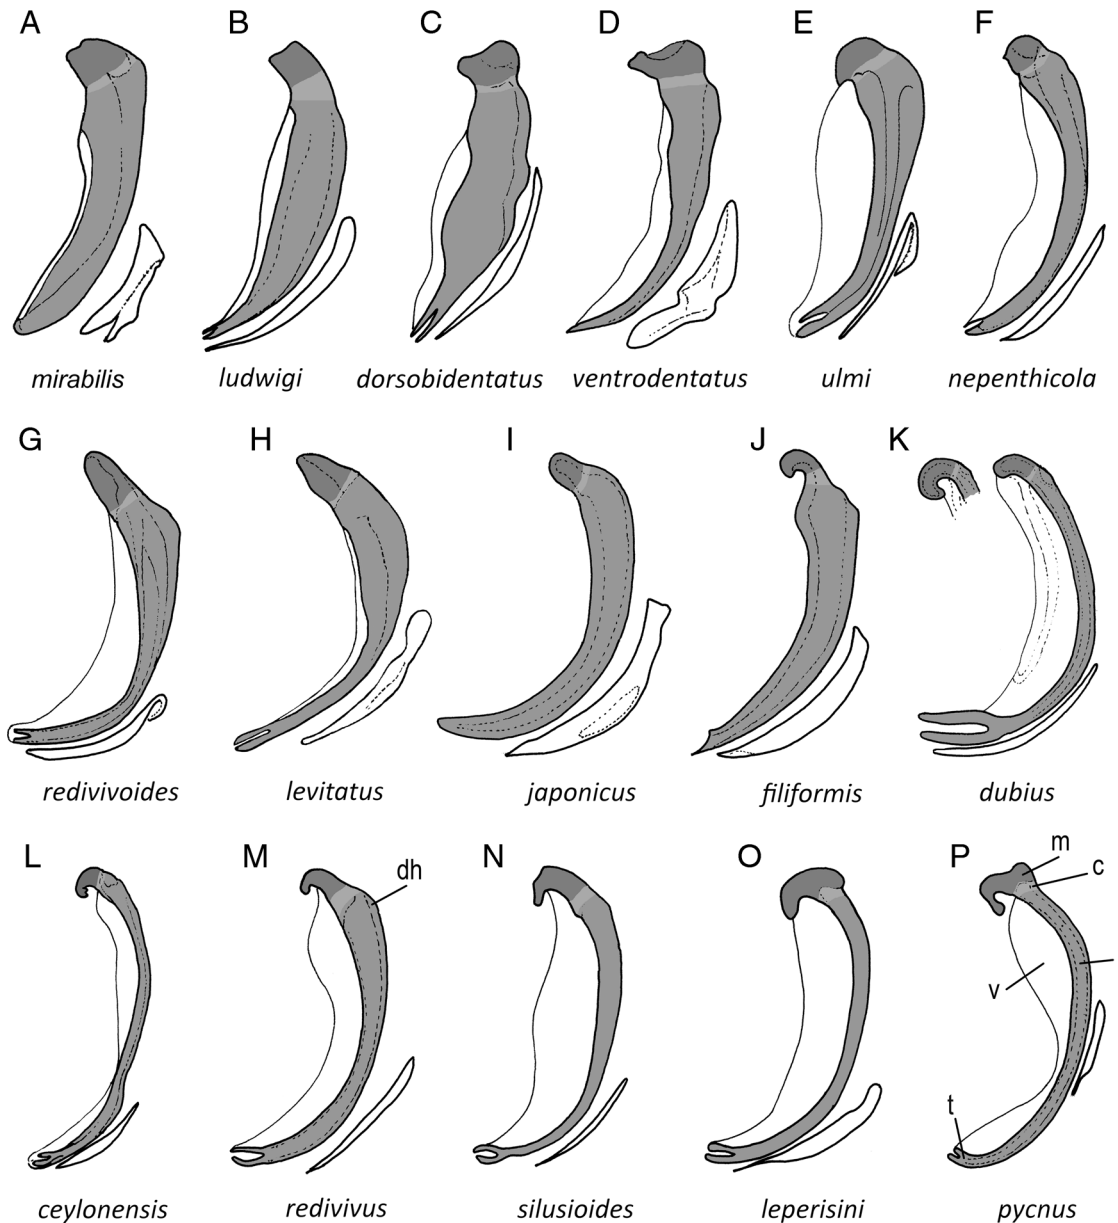 A B C D E F
mirabilis ludwigi dorsobidentatus ventrodentatus ulmi nepenthicola
G H I J K
redivivoides levitatus japonicus filiformis dubius
L M N O P
dh m c v t
ceylonensis redivivus silusioides leperisini pycnus